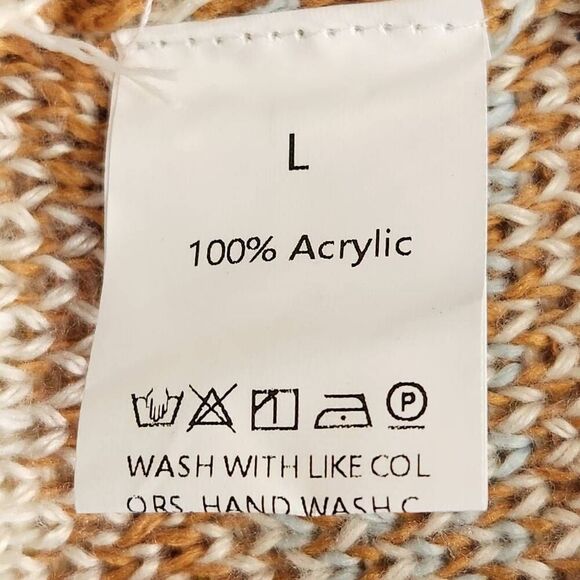 L
100% Acrylic
P
WASH WITH LIKE COL
ORS. HAND WASH C